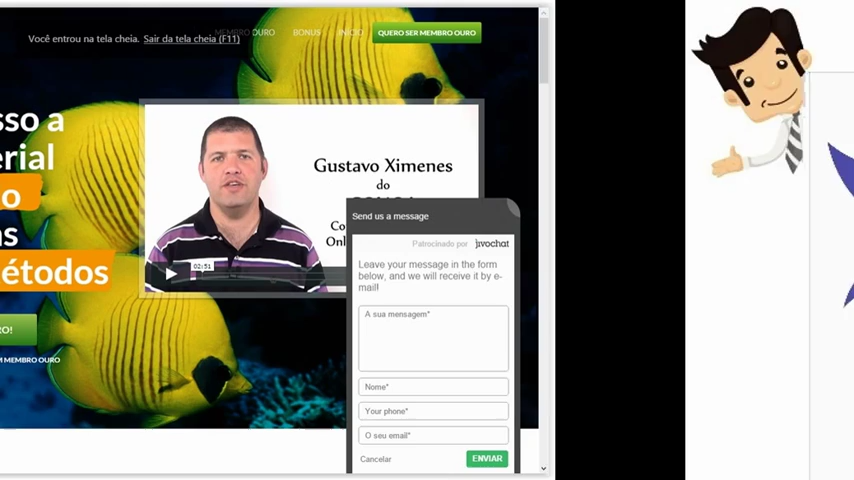 MEMBRO OURO
BONUS
INÍCIO
QUERO SER MEMBRO OURO
Você entrou na tela cheia. Sair da tela cheia (F11)
sso a
erial
o
s
étodos
RO!
M MEMBRO OURO
Gustavo Ximenes
do
Co
Onl
02:51
Send us a message
Patrocinado por jivochat
Leave your message in the form
below, and we will receive it by e-
mail!
A sua mensagem*
Nome*
Your phone*
O seu email*
Cancelar
ENVIAR